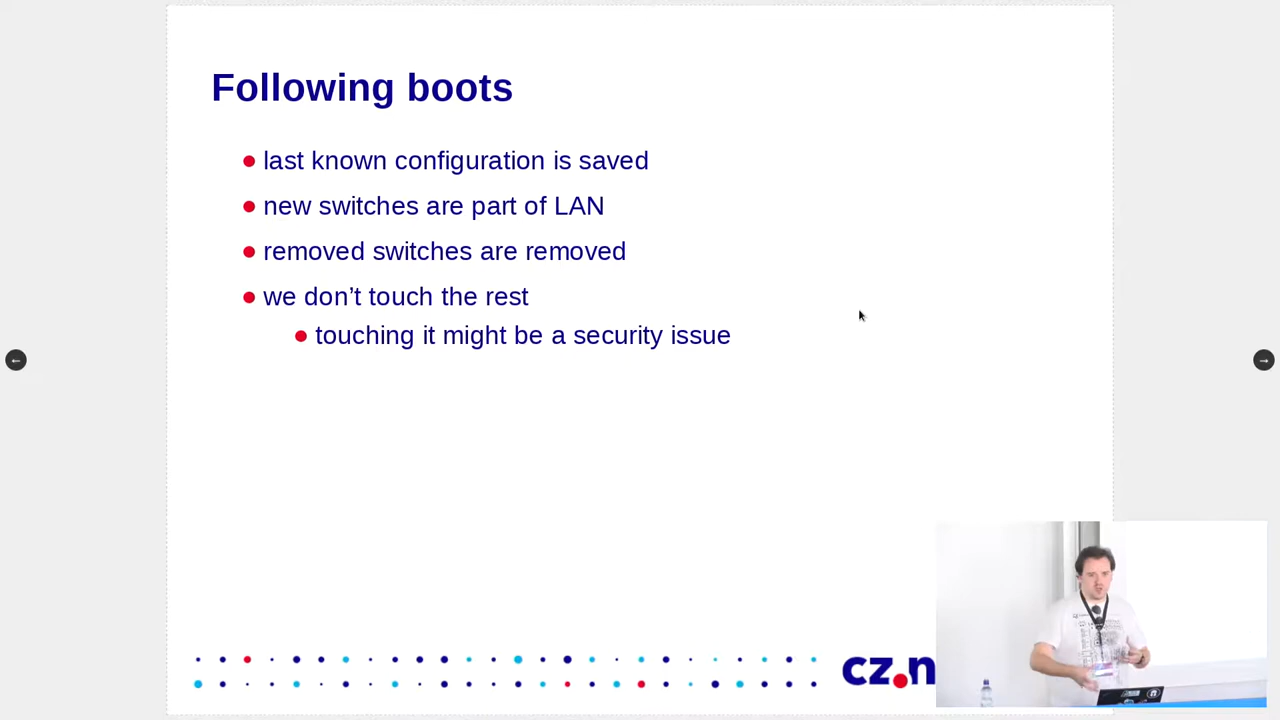 Following boots
last known configuration is saved
new switches are part of LAN
removed switches are removed
we don’t touch the rest
touching it might be a security issue
cz.n